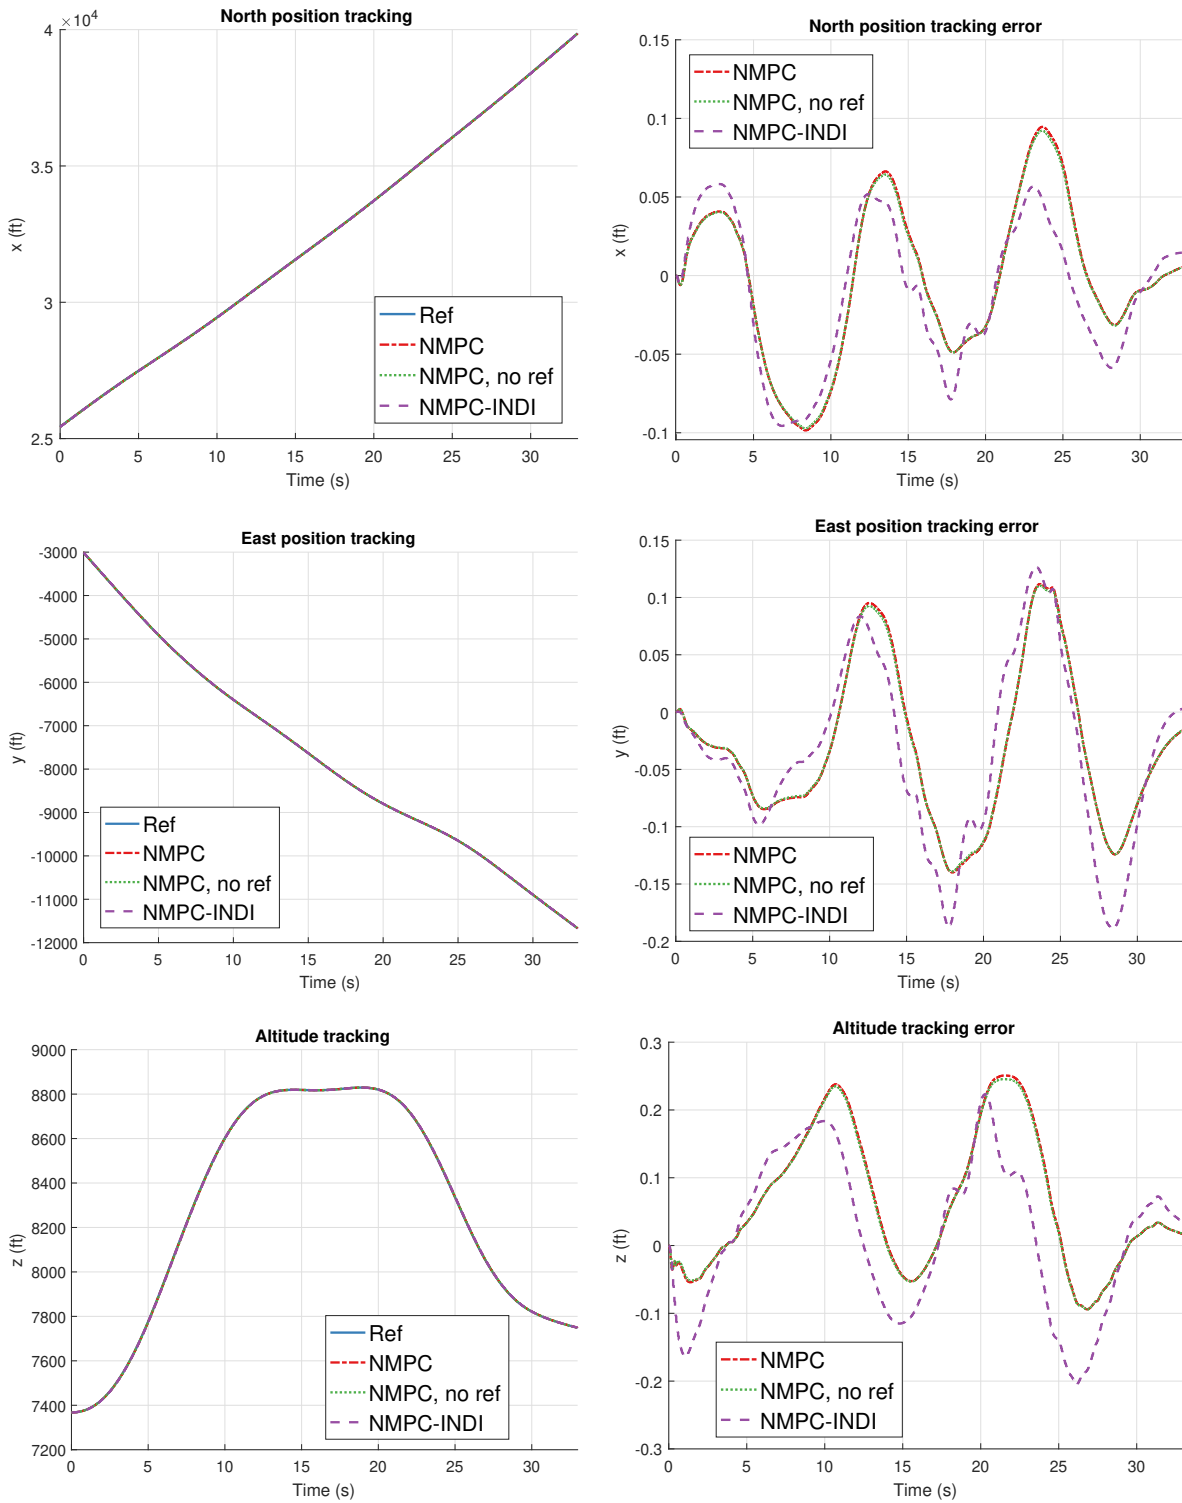 North position tracking
×10⁴
4
3.5
3
2.5
x (ft)
0 5 10 15 20 25 30
Time (s)
Ref
NMPC
NMPC, no ref
NMPC-INDI
North position tracking error
0.15
0.1
0.05
0
-0.05
-0.1
x (ft)
0 5 10 15 20 25 30
Time (s)
NMPC
NMPC, no ref
NMPC-INDI
East position tracking
-3000
-4000
-5000
-6000
-7000
-8000
-9000
-10000
-11000
-12000
y (ft)
0 5 10 15 20 25 30
Time (s)
Ref
NMPC
NMPC, no ref
NMPC-INDI
East position tracking error
0.15
0.1
0.05
0
-0.05
-0.1
-0.15
-0.2
y (ft)
0 5 10 15 20 25 30
Time (s)
NMPC
NMPC, no ref
NMPC-INDI
Altitude tracking
9000
8800
8600
8400
8200
8000
7800
7600
7400
7200
z (ft)
0 5 10 15 20 25 30
Time (s)
Ref
NMPC
NMPC, no ref
NMPC-INDI
Altitude tracking error
0.3
0.2
0.1
0
-0.1
-0.2
-0.3
z (ft)
0 5 10 15 20 25 30
Time (s)
NMPC
NMPC, no ref
NMPC-INDI